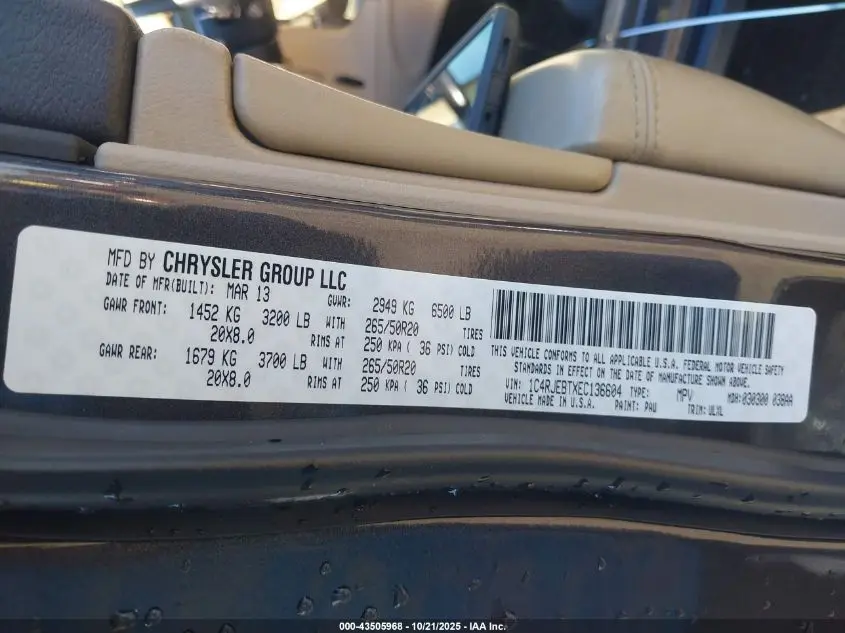 MFD BY CHRYSLER GROUP LLC
DATE OF MFR(BUILT): MAR 13 GVWR: 2949 KG 6500 LB
GAWR FRONT: 1452 KG 3200 LB WITH 265/50R20 TIRES
20X8.0 RIMS AT 250 KPA ( 36 PSI) COLD
GAWR REAR: 1679 KG 3700 LB WITH 265/50R20 TIRES
20X8.0 RIMS AT 250 KPA ( 36 PSI) COLD
THIS VEHICLE CONFORMS TO ALL APPLICABLE U.S.A. FEDERAL MOTOR VEHICLE SAFETY
STANDARDS IN EFFECT ON THE DATE OF MANUFACTURE SHOWN ABOVE.
VIN: 1C4RJEBTXEC136604 TYPE: MPV MDH: 030300 038AA
VEHICLE MADE IN U.S.A. PAINT: PAU TRIM: ULXL
000-43505968 - 10/21/2025 - IAA Inc.